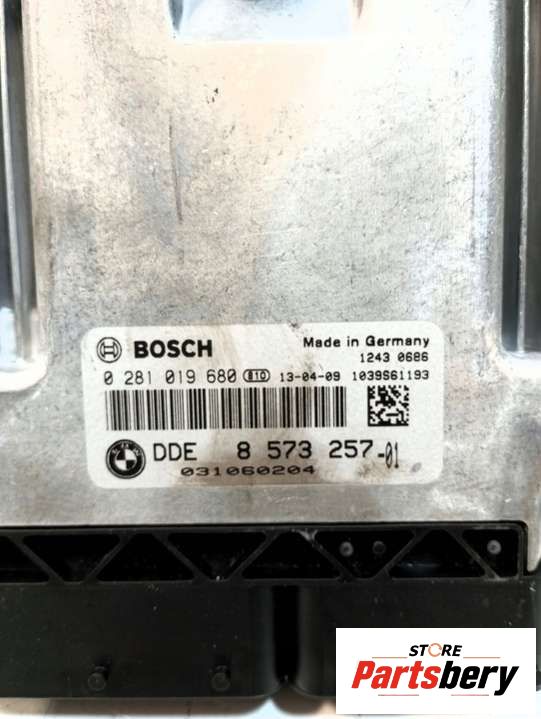 BOSCH
Made in Germany
1243 0686
0 281 019 680 B10 13-04-09 1039S61193
DDE 8 573 257-01
031060204
STORE
Partsbery